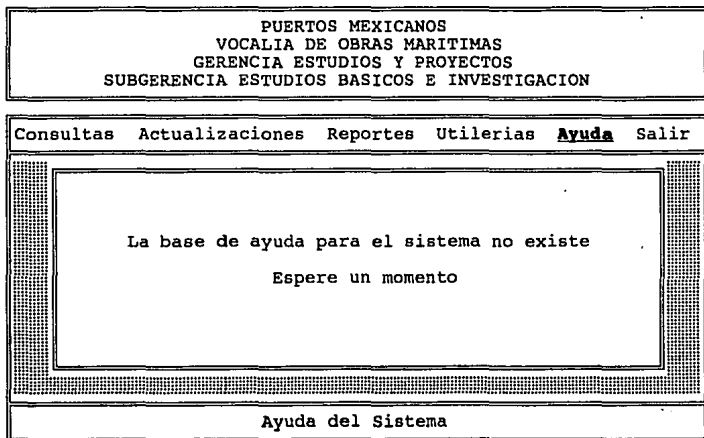 PUERTOS MEXICANOS
VOCALIA DE OBRAS MARITIMAS
GERENCIA ESTUDIOS Y PROYECTOS
SUBGERENCIA ESTUDIOS BASICOS E INVESTIGACION
Consultas Actualizaciones Reportes Utilerias Ayuda Salir
La base de ayuda para el sistema no existe
Espere un momento
Ayuda del Sistema